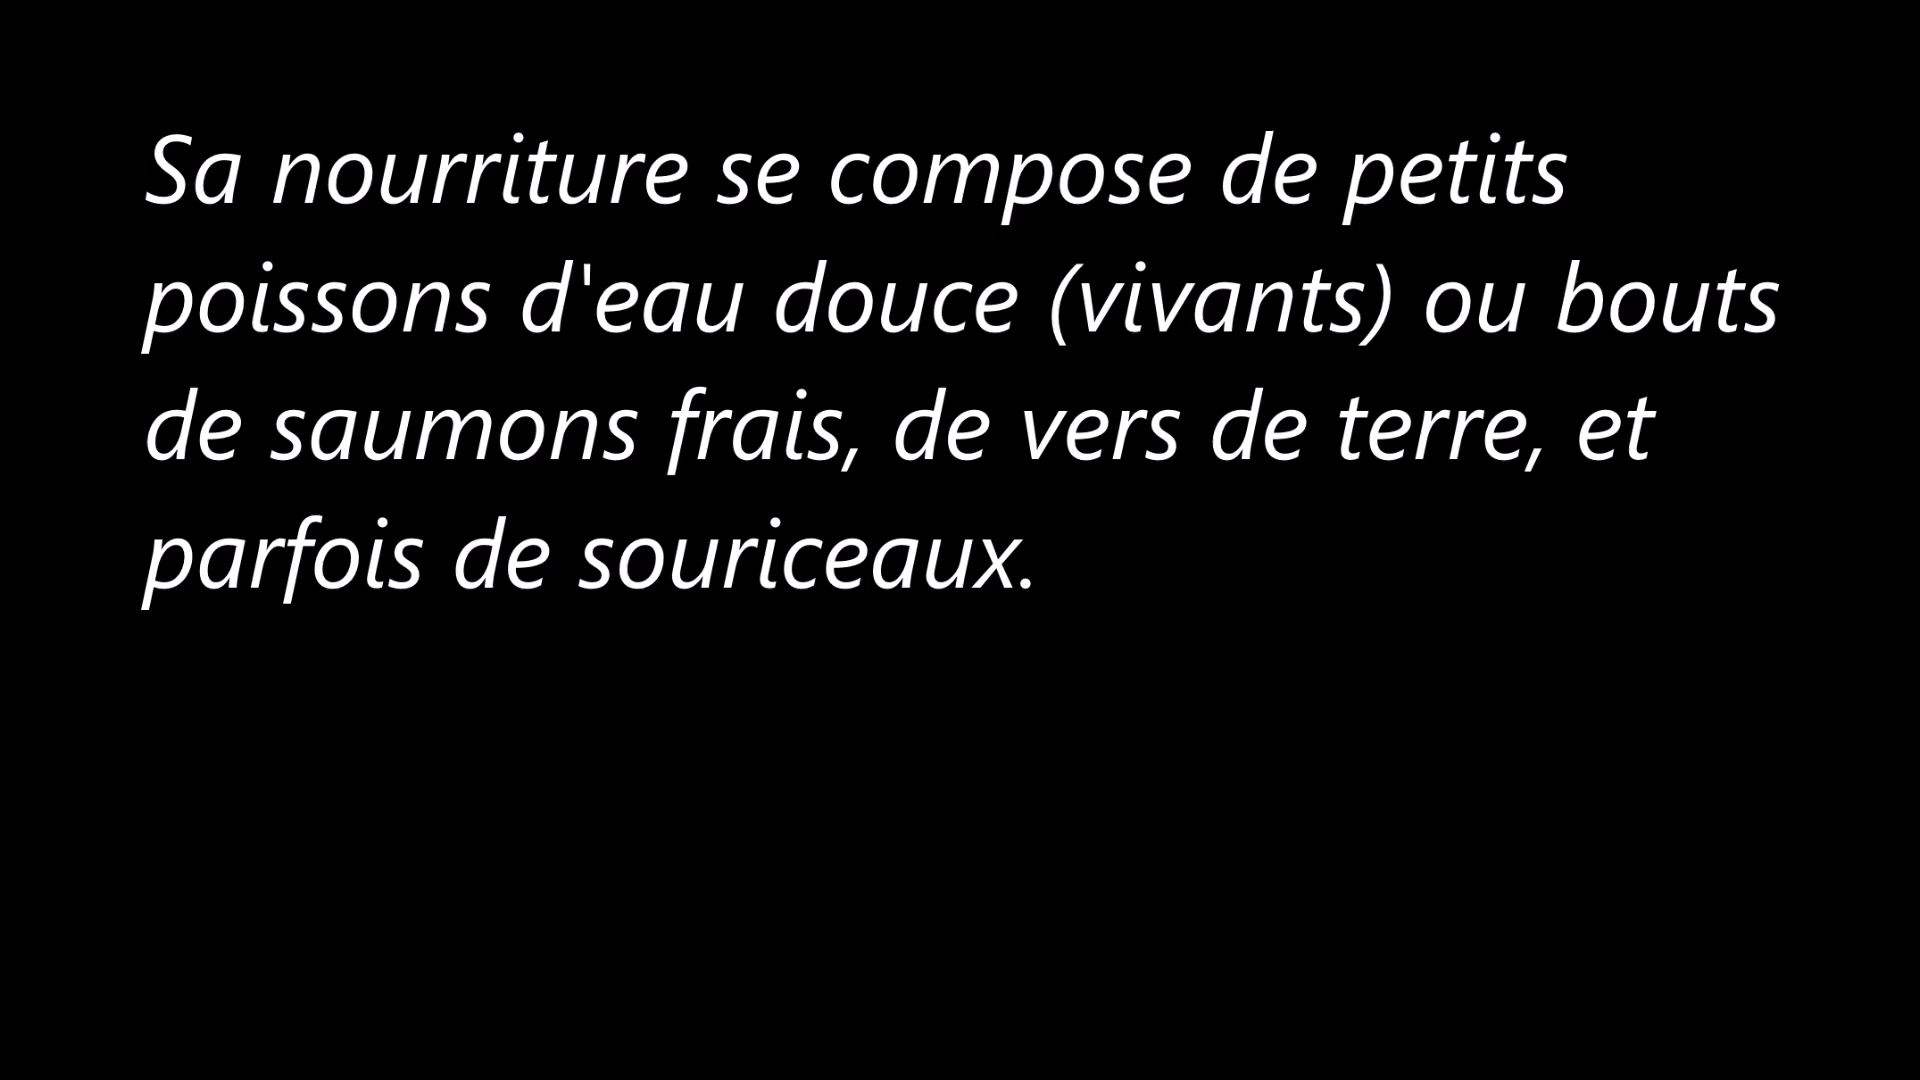 Sa nourriture se compose de petits
poissons d'eau douce (vivants) ou bouts
de saumons frais, de vers de terre, et
parfois de souriceaux.